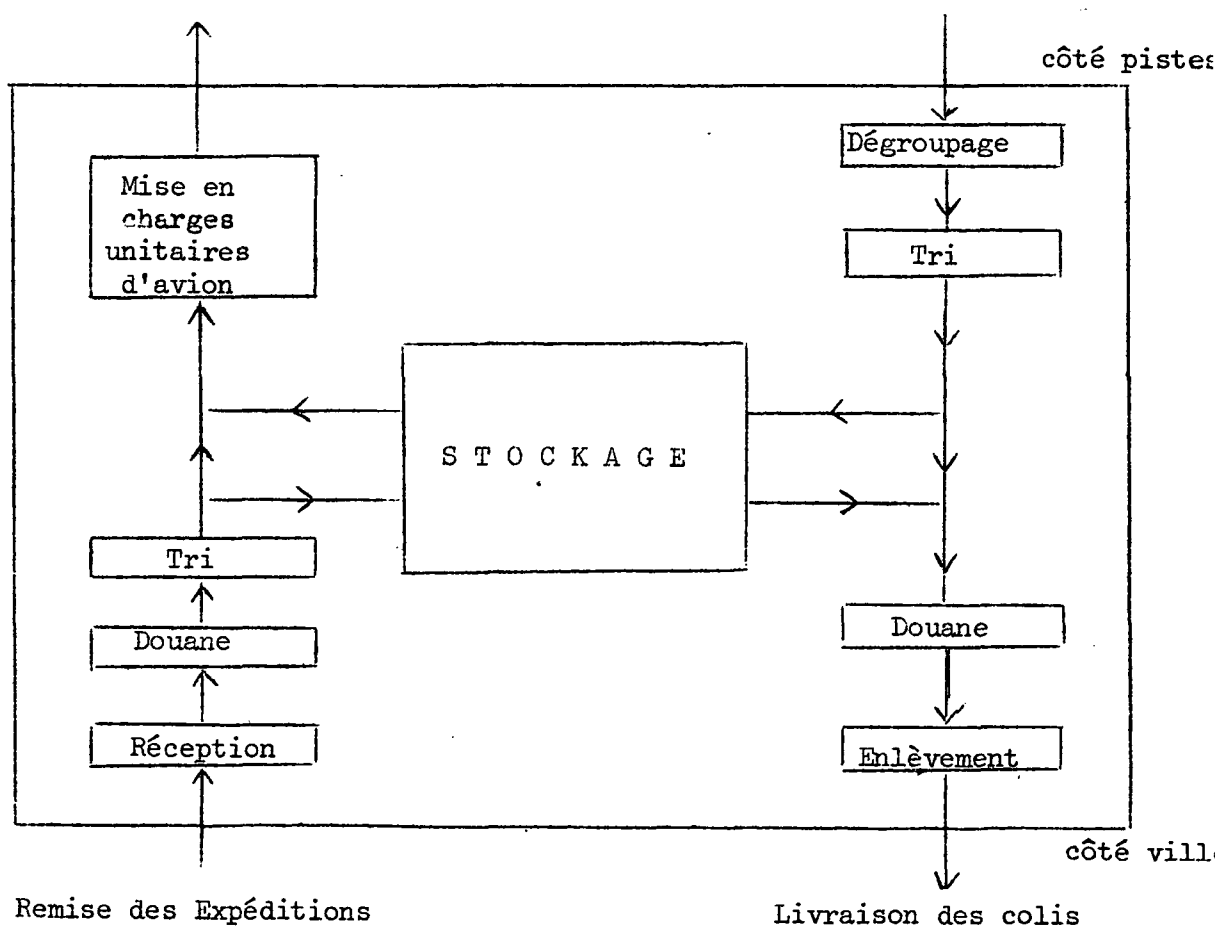 côté pistes
Dégroupage
Mise en
charges
unitaires
d'avion
Tri
STOCKAGE
Tri
Douane
Douane
Réception
Enlèvement
côté vill
Remise des Expéditions
Livraison des colis